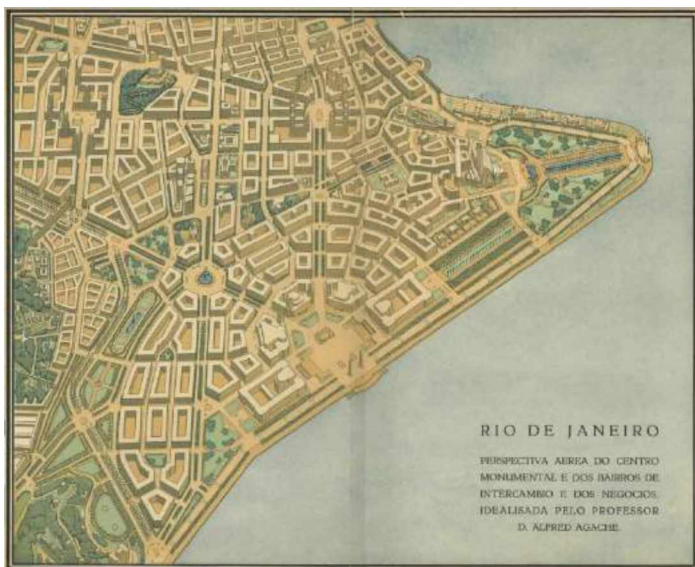 RIO DE JANEIRO
PERSPECTIVA AEREA DO CENTRO
MONUMENTAL E DOS BAIRROS DE
INTERCAMBIO E DOS NEGOCIOS,
IDEALISADA PELO PROFESSOR
D. ALFRED AGACHE.